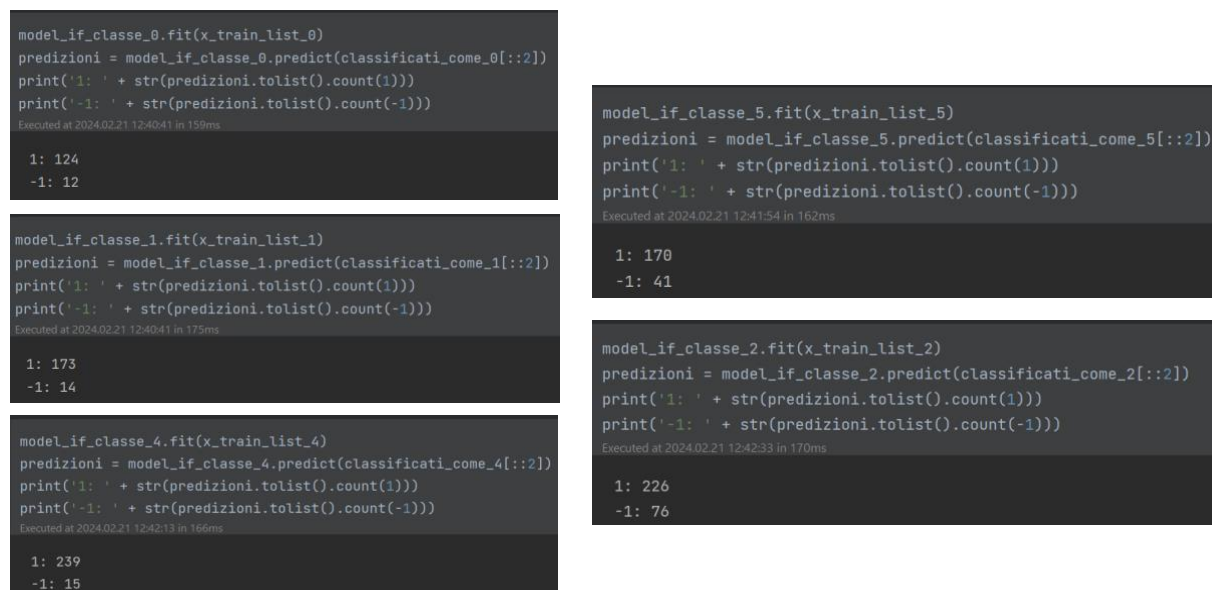 model_if_classe_0.fit(x_train_list_0)
predizioni = model_if_classe_0.predict(classificati_come_0[::2])
print('1: ' + str(predizioni.tolist().count(1)))
print('-1: ' + str(predizioni.tolist().count(-1)))
Executed at 2024.02.21 12:40:41 in 159ms
1: 124
-1: 12
model_if_classe_1.fit(x_train_list_1)
predizioni = model_if_classe_1.predict(classificati_come_1[::2])
print('1: ' + str(predizioni.tolist().count(1)))
print('-1: ' + str(predizioni.tolist().count(-1)))
Executed at 2024.02.21 12:40:41 in 175ms
1: 173
-1: 14
model_if_classe_4.fit(x_train_list_4)
predizioni = model_if_classe_4.predict(classificati_come_4[::2])
print('1: ' + str(predizioni.tolist().count(1)))
print('-1: ' + str(predizioni.tolist().count(-1)))
Executed at 2024.02.21 12:42:13 in 166ms
1: 239
-1: 15
model_if_classe_5.fit(x_train_list_5)
predizioni = model_if_classe_5.predict(classificati_come_5[::2])
print('1: ' + str(predizioni.tolist().count(1)))
print('-1: ' + str(predizioni.tolist().count(-1)))
Executed at 2024.02.21 12:41:54 in 162ms
1: 170
-1: 41
model_if_classe_2.fit(x_train_list_2)
predizioni = model_if_classe_2.predict(classificati_come_2[::2])
print('1: ' + str(predizioni.tolist().count(1)))
print('-1: ' + str(predizioni.tolist().count(-1)))
Executed at 2024.02.21 12:42:33 in 170ms
1: 226
-1: 76